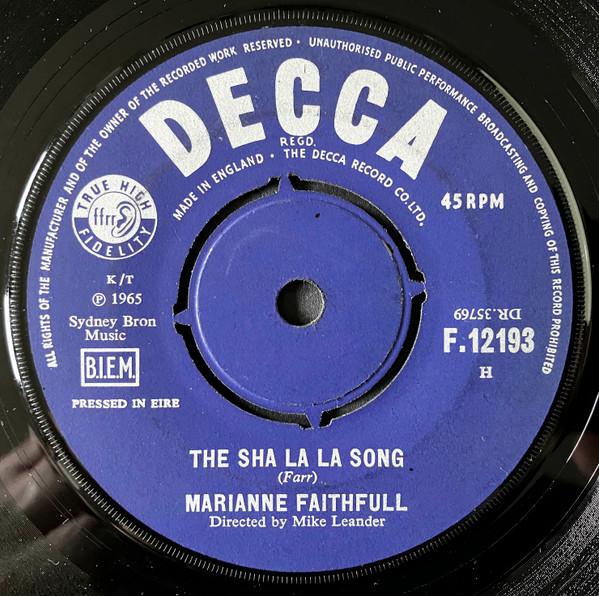 ALL RIGHTS OF THE MANUFACTURER AND OF THE OWNER OF THE RECORDED WORK RESERVED • UNAUTHORISED PUBLIC PERFORMANCE BROADCASTING AND COPYING OF THIS RECORD PROHIBITED
DECCA
REGD.
MADE IN ENGLAND • THE DECCA RECORD CO. LTD.
TRUE HIGH
ffrr
FIDELITY
45 RPM
K/T
℗ 1965
Sydney Bron
Music
B.I.E.M.
PRESSED IN EIRE
DR.35769
F.12193
H
THE SHA LA LA SONG
(Farr)
MARIANNE FAITHFULL
Directed by Mike Leander